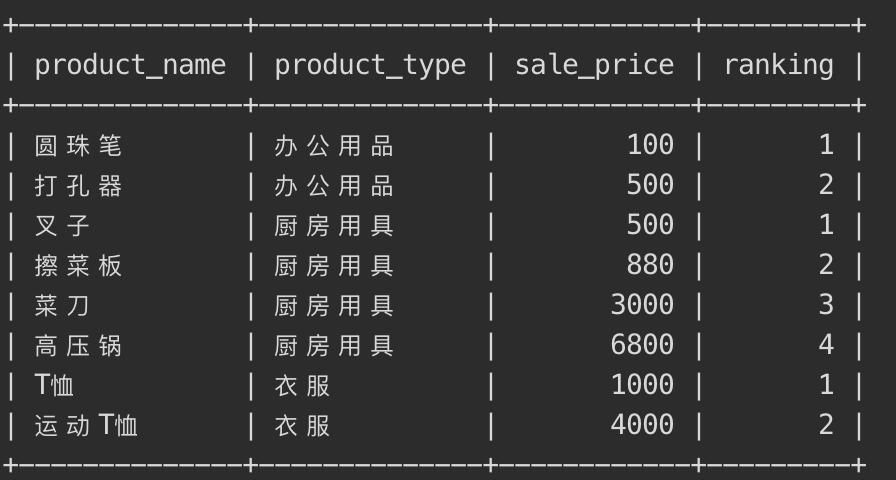 +--------------+--------------+------------+---------+
| product_name | product_type | sale_price | ranking |
+--------------+--------------+------------+---------+
| 圆珠笔 | 办公用品 | 100 | 1 |
| 打孔器 | 办公用品 | 500 | 2 |
| 叉子 | 厨房用具 | 500 | 1 |
| 擦菜板 | 厨房用具 | 880 | 2 |
| 菜刀 | 厨房用具 | 3000 | 3 |
| 高压锅 | 厨房用具 | 6800 | 4 |
| T恤 | 衣服 | 1000 | 1 |
| 运动T恤 | 衣服 | 4000 | 2 |
+--------------+--------------+------------+---------+